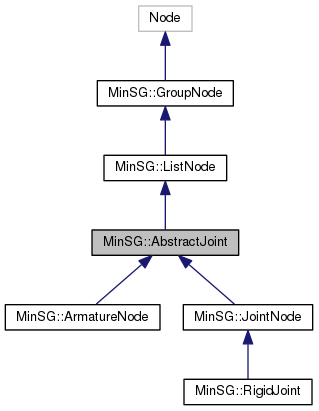 Node
MinSG::GroupNode
MinSG::ListNode
MinSG::AbstractJoint
MinSG::ArmatureNode
MinSG::JointNode
MinSG::RigidJoint